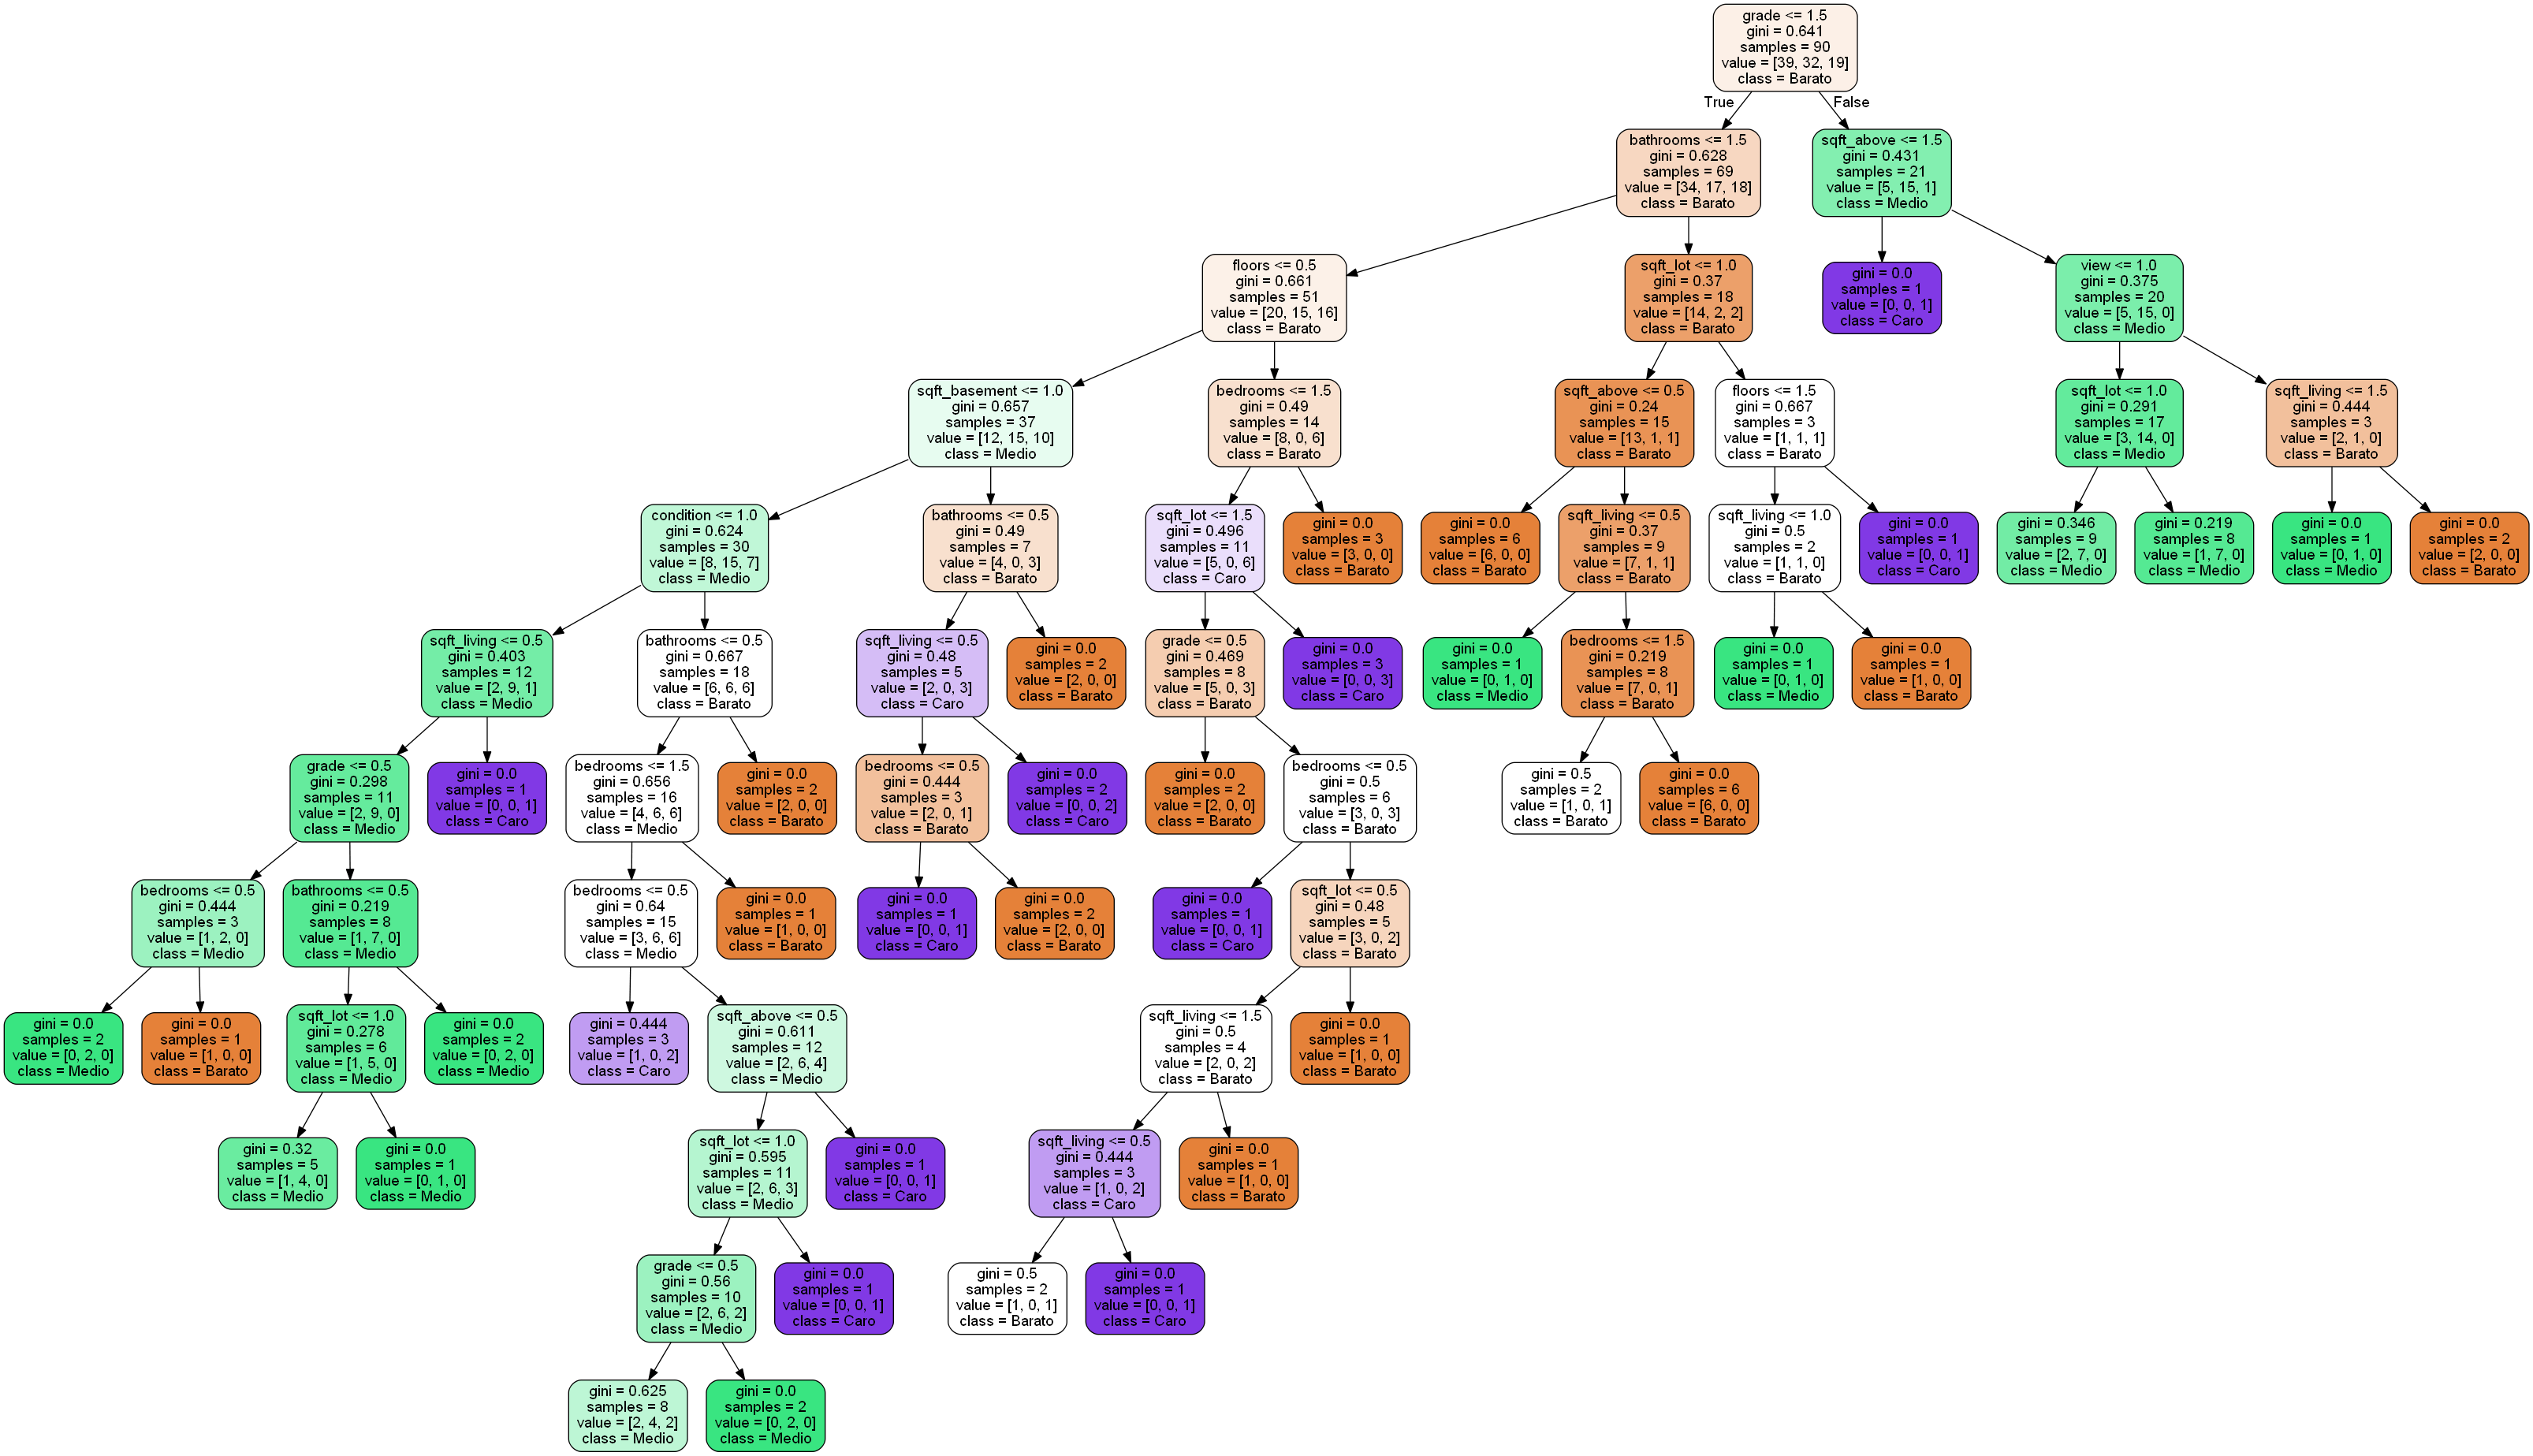 grade <= 1.5
gini = 0.641
samples = 90
value = [39, 32, 19]
class = Barato
True
False
bathrooms <= 1.5
gini = 0.628
samples = 69
value = [34, 17, 18]
class = Barato
sqft_above <= 1.5
gini = 0.431
samples = 21
value = [5, 15, 1]
class = Medio
floors <= 0.5
gini = 0.661
samples = 51
value = [20, 15, 16]
class = Barato
sqft_lot <= 1.0
gini = 0.37
samples = 18
value = [14, 2, 2]
class = Barato
gini = 0.0
samples = 1
value = [0, 0, 1]
class = Caro
view <= 1.0
gini = 0.375
samples = 20
value = [5, 15, 0]
class = Medio
sqft_basement <= 1.0
gini = 0.657
samples = 37
value = [12, 15, 10]
class = Medio
bedrooms <= 1.5
gini = 0.49
samples = 14
value = [8, 0, 6]
class = Barato
sqft_above <= 0.5
gini = 0.24
samples = 15
value = [13, 1, 1]
class = Barato
floors <= 1.5
gini = 0.667
samples = 3
value = [1, 1, 1]
class = Barato
sqft_lot <= 1.0
gini = 0.291
samples = 17
value = [3, 14, 0]
class = Medio
sqft_living <= 1.5
gini = 0.444
samples = 3
value = [2, 1, 0]
class = Barato
condition <= 1.0
gini = 0.624
samples = 30
value = [8, 15, 7]
class = Medio
bathrooms <= 0.5
gini = 0.49
samples = 7
value = [4, 0, 3]
class = Barato
sqft_lot <= 1.5
gini = 0.496
samples = 11
value = [5, 0, 6]
class = Caro
gini = 0.0
samples = 3
value = [3, 0, 0]
class = Barato
gini = 0.0
samples = 6
value = [6, 0, 0]
class = Barato
sqft_living <= 0.5
gini = 0.37
samples = 9
value = [7, 1, 1]
class = Barato
sqft_living <= 1.0
gini = 0.5
samples = 2
value = [1, 1, 0]
class = Barato
gini = 0.0
samples = 1
value = [0, 0, 1]
class = Caro
gini = 0.346
samples = 9
value = [2, 7, 0]
class = Medio
gini = 0.219
samples = 8
value = [1, 7, 0]
class = Medio
gini = 0.0
samples = 1
value = [0, 1, 0]
class = Medio
gini = 0.0
samples = 2
value = [2, 0, 0]
class = Barato
sqft_living <= 0.5
gini = 0.403
samples = 12
value = [2, 9, 1]
class = Medio
bathrooms <= 0.5
gini = 0.667
samples = 18
value = [6, 6, 6]
class = Barato
sqft_living <= 0.5
gini = 0.48
samples = 5
value = [2, 0, 3]
class = Caro
gini = 0.0
samples = 2
value = [2, 0, 0]
class = Barato
grade <= 0.5
gini = 0.469
samples = 8
value = [5, 0, 3]
class = Barato
gini = 0.0
samples = 3
value = [0, 0, 3]
class = Caro
gini = 0.0
samples = 1
value = [0, 1, 0]
class = Medio
bedrooms <= 1.5
gini = 0.219
samples = 8
value = [7, 0, 1]
class = Barato
gini = 0.0
samples = 1
value = [0, 1, 0]
class = Medio
gini = 0.0
samples = 1
value = [1, 0, 0]
class = Barato
grade <= 0.5
gini = 0.298
samples = 11
value = [2, 9, 0]
class = Medio
gini = 0.0
samples = 1
value = [0, 0, 1]
class = Caro
bedrooms <= 1.5
gini = 0.656
samples = 16
value = [4, 6, 6]
class = Medio
gini = 0.0
samples = 2
value = [2, 0, 0]
class = Barato
bedrooms <= 0.5
gini = 0.444
samples = 3
value = [2, 0, 1]
class = Barato
gini = 0.0
samples = 2
value = [0, 0, 2]
class = Caro
gini = 0.0
samples = 2
value = [2, 0, 0]
class = Barato
bedrooms <= 0.5
gini = 0.5
samples = 6
value = [3, 0, 3]
class = Barato
gini = 0.5
samples = 2
value = [1, 0, 1]
class = Barato
gini = 0.0
samples = 6
value = [6, 0, 0]
class = Barato
bedrooms <= 0.5
gini = 0.444
samples = 3
value = [1, 2, 0]
class = Medio
bathrooms <= 0.5
gini = 0.219
samples = 8
value = [1, 7, 0]
class = Medio
bedrooms <= 0.5
gini = 0.64
samples = 15
value = [3, 6, 6]
class = Medio
gini = 0.0
samples = 1
value = [1, 0, 0]
class = Barato
gini = 0.0
samples = 1
value = [0, 0, 1]
class = Caro
gini = 0.0
samples = 2
value = [2, 0, 0]
class = Barato
gini = 0.0
samples = 1
value = [0, 0, 1]
class = Caro
sqft_lot <= 0.5
gini = 0.48
samples = 5
value = [3, 0, 2]
class = Barato
gini = 0.0
samples = 2
value = [0, 2, 0]
class = Medio
gini = 0.0
samples = 1
value = [1, 0, 0]
class = Barato
sqft_lot <= 1.0
gini = 0.278
samples = 6
value = [1, 5, 0]
class = Medio
gini = 0.0
samples = 2
value = [0, 2, 0]
class = Medio
gini = 0.444
samples = 3
value = [1, 0, 2]
class = Caro
sqft_above <= 0.5
gini = 0.611
samples = 12
value = [2, 6, 4]
class = Medio
sqft_living <= 1.5
gini = 0.5
samples = 4
value = [2, 0, 2]
class = Barato
gini = 0.0
samples = 1
value = [1, 0, 0]
class = Barato
gini = 0.32
samples = 5
value = [1, 4, 0]
class = Medio
gini = 0.0
samples = 1
value = [0, 1, 0]
class = Medio
sqft_lot <= 1.0
gini = 0.595
samples = 11
value = [2, 6, 3]
class = Medio
gini = 0.0
samples = 1
value = [0, 0, 1]
class = Caro
sqft_living <= 0.5
gini = 0.444
samples = 3
value = [1, 0, 2]
class = Caro
gini = 0.0
samples = 1
value = [1, 0, 0]
class = Barato
grade <= 0.5
gini = 0.56
samples = 10
value = [2, 6, 2]
class = Medio
gini = 0.0
samples = 1
value = [0, 0, 1]
class = Caro
gini = 0.5
samples = 2
value = [1, 0, 1]
class = Barato
gini = 0.0
samples = 1
value = [0, 0, 1]
class = Caro
gini = 0.625
samples = 8
value = [2, 4, 2]
class = Medio
gini = 0.0
samples = 2
value = [0, 2, 0]
class = Medio